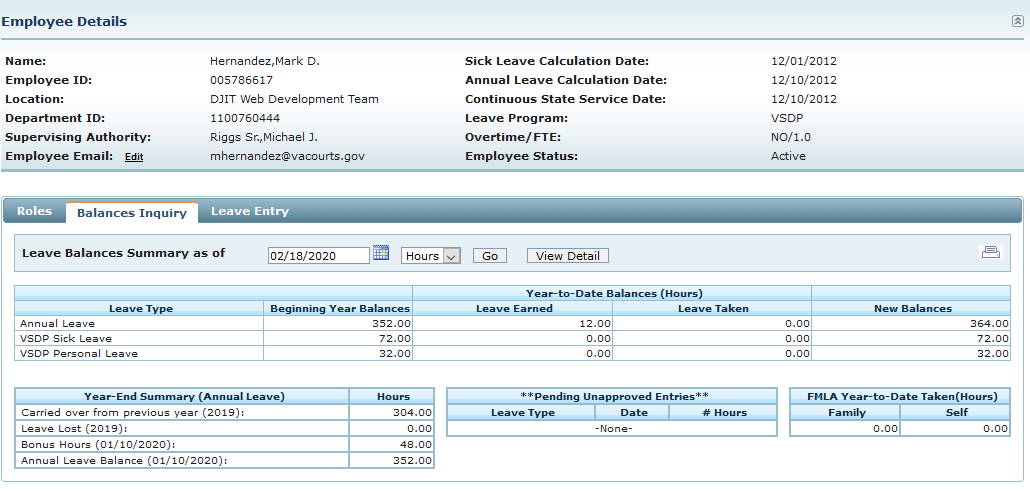 Employee Details
Name: Hernandez,Mark D. Sick Leave Calculation Date: 12/01/2012
Employee ID: 005786617 Annual Leave Calculation Date: 12/10/2012
Location: DJIT Web Development Team Continuous State Service Date: 12/10/2012
Department ID: 1100760444 Leave Program: VSDP
Supervising Authority: Riggs Sr.,Michael J. Overtime/FTE: NO/1.0
Employee Email: Edit mhernandez@vacourts.gov Employee Status: Active
Roles Balances Inquiry Leave Entry
Leave Balances Summary as of 02/18/2020 Hours Go View Detail
Year-to-Date Balances (Hours)
Leave Type Beginning Year Balances Leave Earned Leave Taken New Balances
Annual Leave 352.00 12.00 0.00 364.00
VSDP Sick Leave 72.00 0.00 0.00 72.00
VSDP Personal Leave 32.00 0.00 0.00 32.00
Year-End Summary (Annual Leave) Hours
Carried over from previous year (2019): 304.00
Leave Lost (2019): 0.00
Bonus Hours (01/10/2020): 48.00
Annual Leave Balance (01/10/2020): 352.00
**Pending Unapproved Entries**
Leave Type Date # Hours
-None-
FMLA Year-to-Date Taken(Hours)
Family Self
0.00 0.00